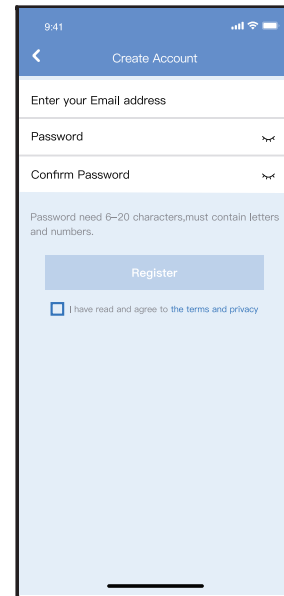 9:41
Create Account
Enter your Email address
Password
Confirm Password
Password need 6–20 characters,must contain letters
and numbers.
Register
I have read and agree to the terms and privacy